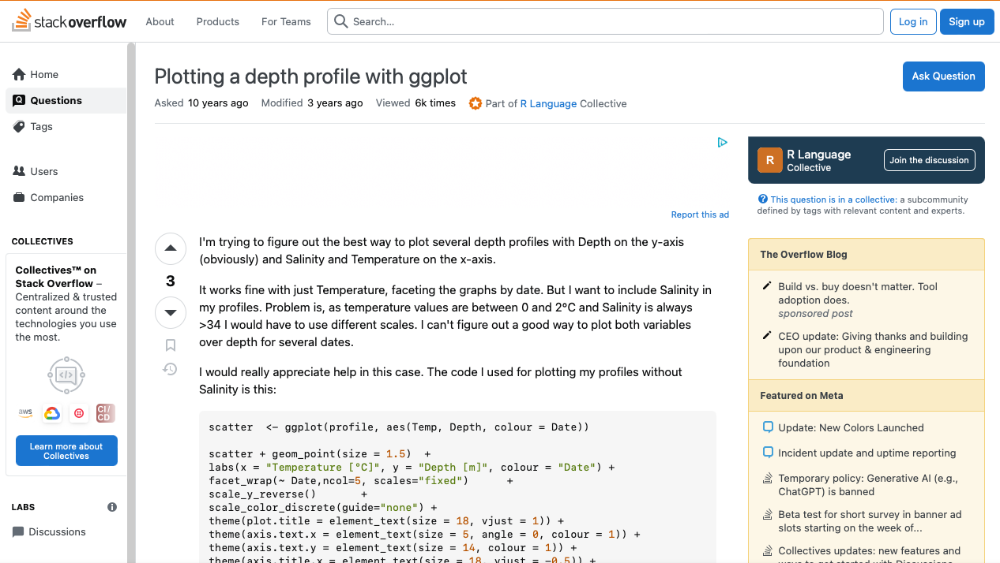 stackoverflow
About
Products
For Teams
Search…
Log in
Sign up
Home
Questions
Tags
Users
Companies
COLLECTIVES
Collectives™ on
Stack Overflow –
Centralized & trusted
content around the
technologies you use
the most.
aws
CI/
CD
Learn more about
Collectives
LABS
Discussions
Plotting a depth profile with ggplot
Ask Question
Asked 10 years ago Modified 3 years ago Viewed 6k times Part of R Language Collective
Report this ad
3
I'm trying to figure out the best way to plot several depth profiles with Depth on the y-axis
(obviously) and Salinity and Temperature on the x-axis.
It works fine with just Temperature, faceting the graphs by date. But I want to include Salinity in
my profiles. Problem is, as temperature values are between 0 and 2°C and Salinity is always
>34 I would have to use different scales. I can't figure out a good way to plot both variables
over depth for several dates.
I would really appreciate help in this case. The code I used for plotting my profiles without
Salinity is this:
scatter  <- ggplot(profile, aes(Temp, Depth, colour = Date))
scatter + geom_point(size = 1.5)  +
labs(x = "Temperature [°C]", y = "Depth [m]", colour = "Date") +
facet_wrap(~ Date,ncol=5, scales="fixed")      +
scale_y_reverse()       +
scale_color_discrete(guide="none") +
theme(plot.title = element_text(size = 18, vjust = 1)) +
theme(axis.text.x = element_text(size = 5, angle = 0, colour = 1)) +
theme(axis.text.y = element_text(size = 14, colour = 1)) +
theme(axis.title.x = element_text(size = 18, vjust = -0.5)) +
R
R Language
Collective
Join the discussion
This question is in a collective: a subcommunity
defined by tags with relevant content and experts.
The Overflow Blog
Build vs. buy doesn't matter. Tool
adoption does.
sponsored post
CEO update: Giving thanks and building
upon our product & engineering
foundation
Featured on Meta
Update: New Colors Launched
Incident update and uptime reporting
Temporary policy: Generative AI (e.g.,
ChatGPT) is banned
Beta test for short survey in banner ad
slots starting on the week of...
Collectives updates: new features and
ways to get started with Discussions